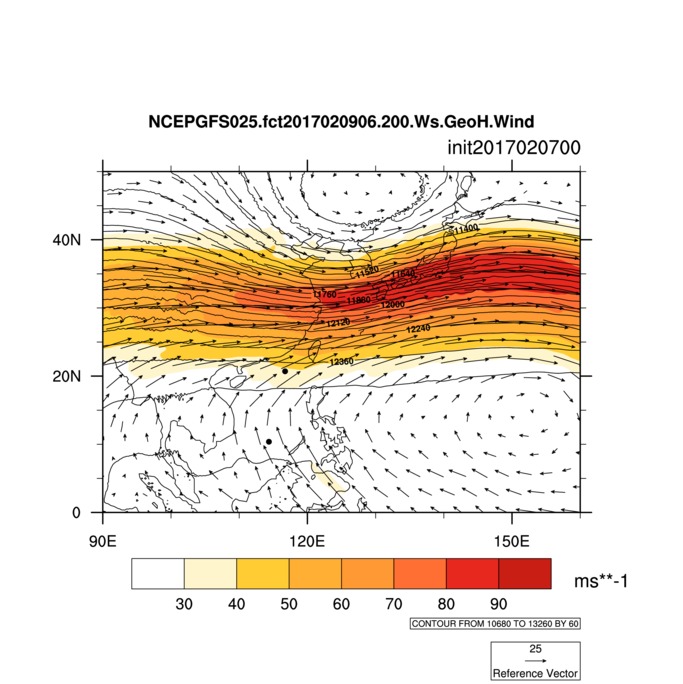 NCEPGFS025.fct2017020906.200.Ws.GeoH.Wind
init2017020700
40N
20N
0
90E 120E 150E
11400
11520 11640
11760
11880 12000
12120 12240
12360
30 40 50 60 70 80 90
ms**-1
CONTOUR FROM 10680 TO 13260 BY 60
25
Reference Vector